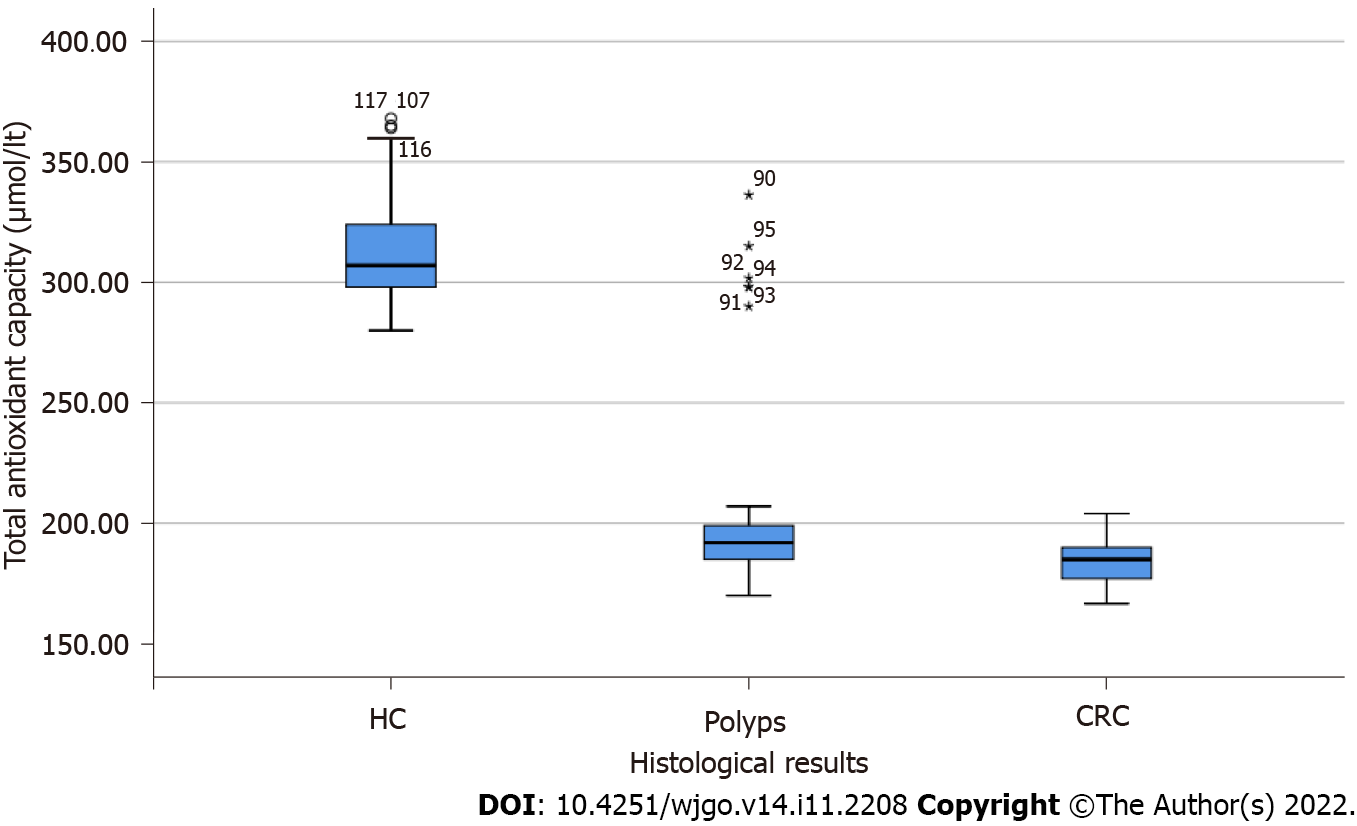 Total antioxidant capacity (µmol/lt)
400.00
350.00
300.00
250.00
200.00
150.00
117 107
116
90
95
92 94
91 93
HC
Polyps
CRC
Histological results
DOI: 10.4251/wjgo.v14.i11.2208 Copyright ©The Author(s) 2022.